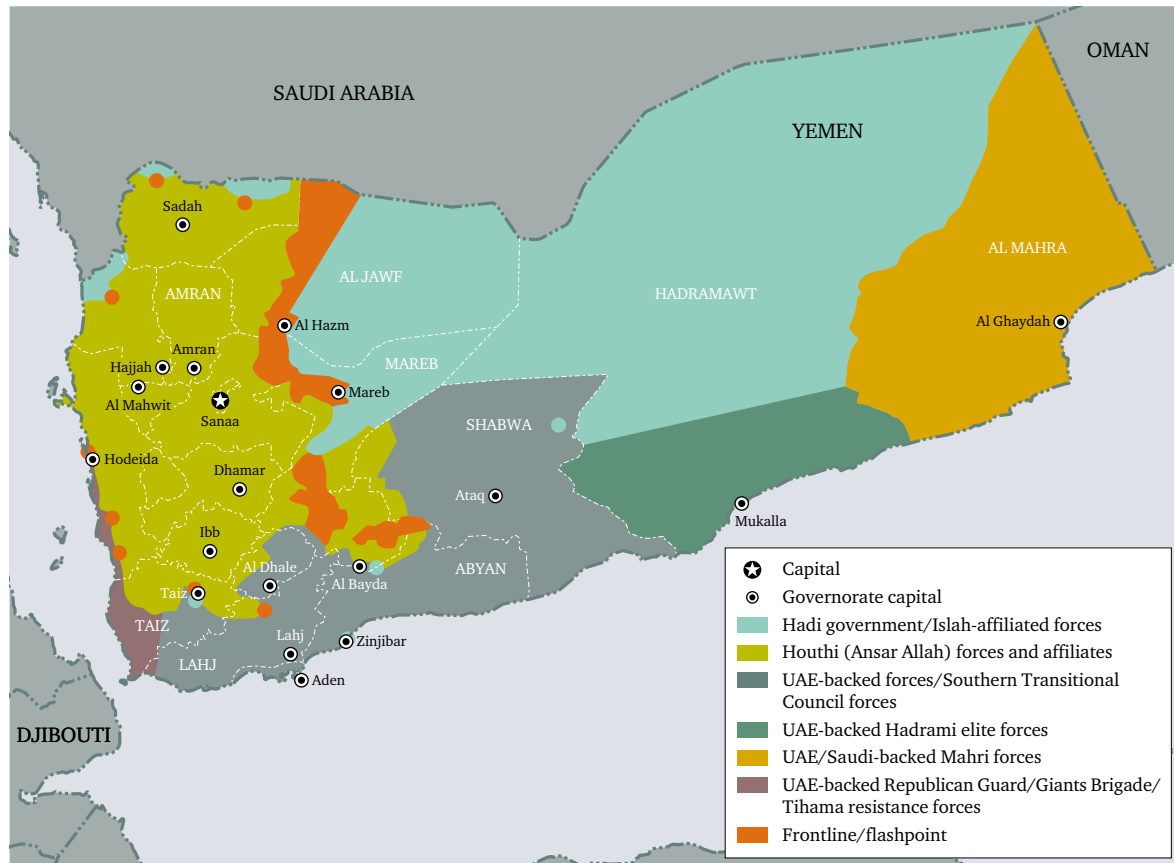 SAUDI ARABIA
OMAN
YEMEN
Sadah
AL JAWF
AL MAHRA
AMRAN
HADRAMAWT
Al Hazm
Al Ghaydah
Amran
Hajjah
MAREB
Mareb
Al Mahwit
Sanaa
SHABWA
Hodeida
Dhamar
Ataq
Mukalla
Ibb
Al Dhale
Al Bayda
ABYAN
Taiz
TAIZ
Lahj
Zinjibar
LAHJ
Aden
DJIBOUTI
Capital
Governorate capital
Hadi government/Islah-affiliated forces
Houthi (Ansar Allah) forces and affiliates
UAE-backed forces/Southern Transitional
Council forces
UAE-backed Hadrami elite forces
UAE/Saudi-backed Mahri forces
UAE-backed Republican Guard/Giants Brigade/
Tihama resistance forces
Frontline/flashpoint